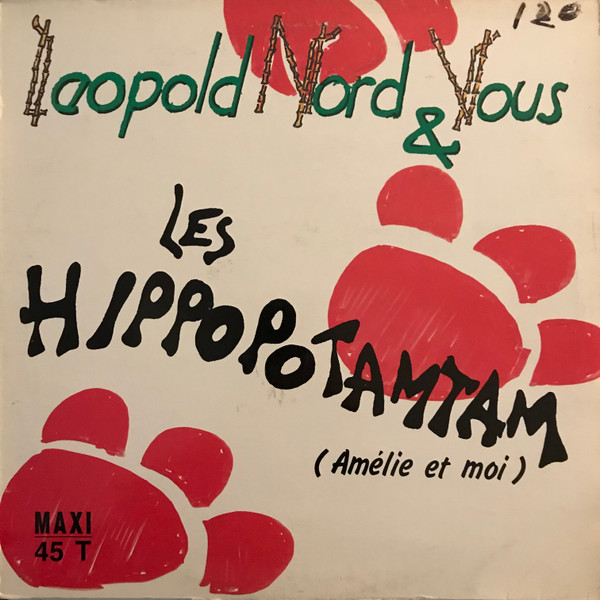 120
Leopold Nord & Vous
LES
HIPPOPOTAMTAM
(Amélie et moi)
MAXI
45 T